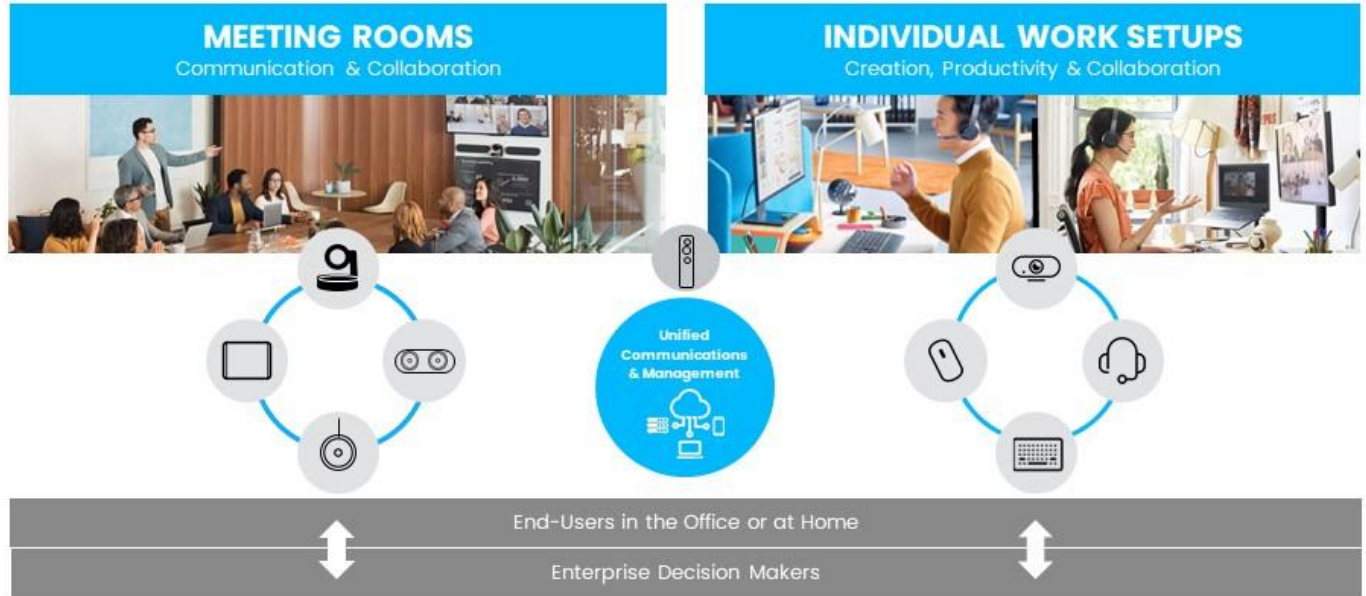 MEETING ROOMS
Communication & Collaboration
INDIVIDUAL WORK SETUPS
Creation, Productivity & Collaboration
Unified
Communications
& Management
End-Users in the Office or at Home
Enterprise Decision Makers